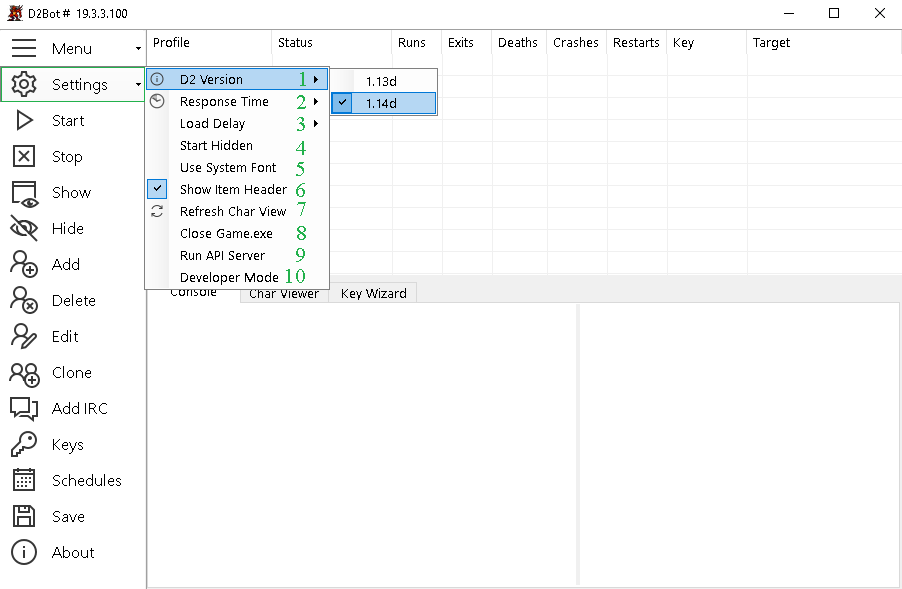 D2Bot # 19.3.3.100
Menu
Profile Status Runs Exits Deaths Crashes Restarts Key Target
Settings
D2 Version 1
1.13d
Response Time 2
1.14d
Load Delay 3
Start
Start Hidden 4
Stop
Use System Font 5
Show Item Header 6
Show
Refresh Char View 7
Hide
Close Game.exe 8
Run API Server 9
Add
Developer Mode 10
Console Char Viewer Key Wizard
Delete
Edit
Clone
Add IRC
Keys
Schedules
Save
About